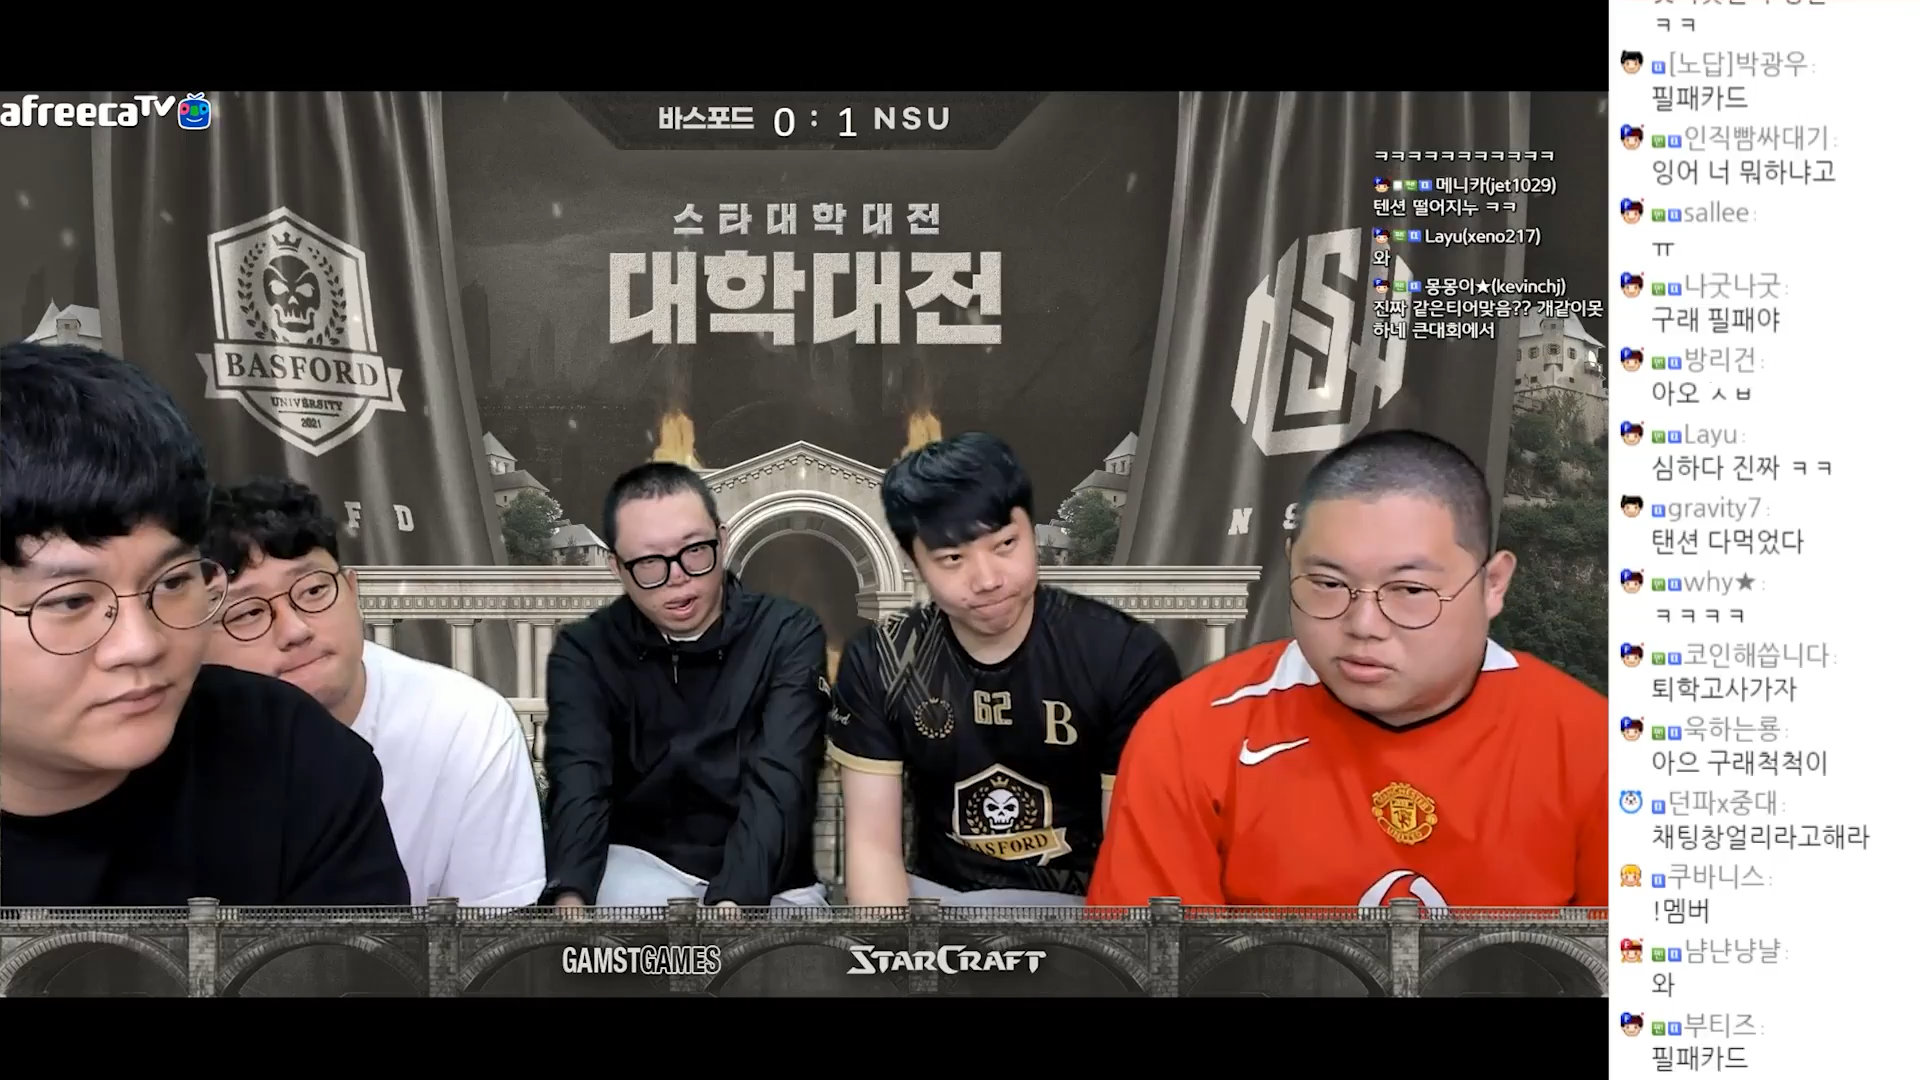 afreecaTV
바스포드 0 : 1 NSU
스타대학대전
대학대전
BASFORD
UNIVERSITY
2021
F D
N S
ㅋㅋㅋㅋㅋㅋㅋㅋㅋㅋㅋ
메니카(jet1029)
텐션 떨어지누 ㅋㅋ
Layu(xeno217)
와
몽몽이★(kevinchj)
진짜 같은티어맞음?? 개같이못
하네 큰대회에서
62 B
BASFORD
MANCHESTER
UNITED
GAMSTGAMES
STARCRAFT
ㅋㅋ
[노답]박광우:
필패카드
인직빰싸대기:
잉어 너 뭐하냐고
sallee:
ㅠ
나굿나굿:
구래 필패야
방리건:
아오 ㅅㅂ
Layu:
심하다 진짜 ㅋㅋ
gravity7:
탠션 다먹었다
why★:
ㅋㅋㅋㅋ
코인해씁니다:
퇴학고사가자
욱하는룡:
아으 구래척척이
던파x중대:
채팅창얼리라고해라
쿠바니스:
!멤버
냠냔냥냘:
와
부티즈:
필패카드